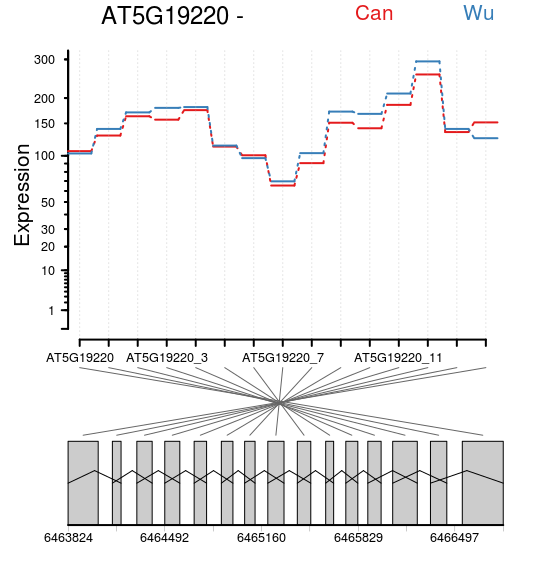 AT5G19220 -
Can
Wu
Expression
300
200
150
100
50
30
20
10
1
AT5G19220
AT5G19220_3
AT5G19220_7
AT5G19220_11
6463824
6464492
6465160
6465829
6466497